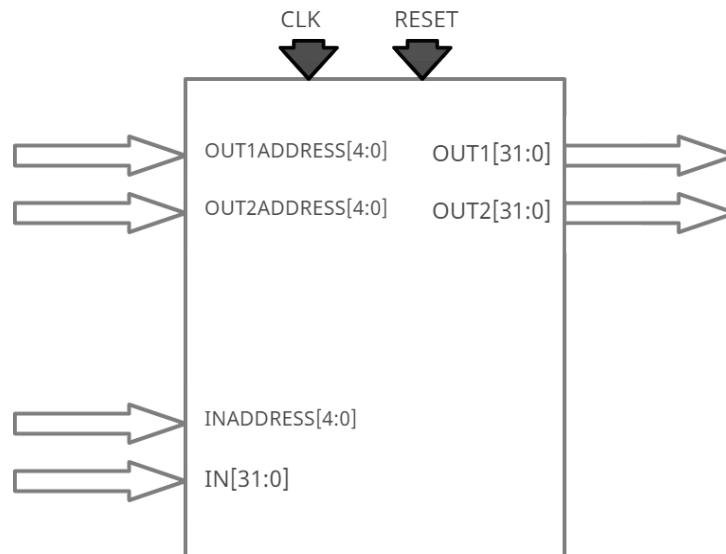 CLK RESET
OUT1ADDRESS[4:0] OUT1[31:0]
OUT2ADDRESS[4:0] OUT2[31:0]
INADDRESS[4:0]
IN[31:0]